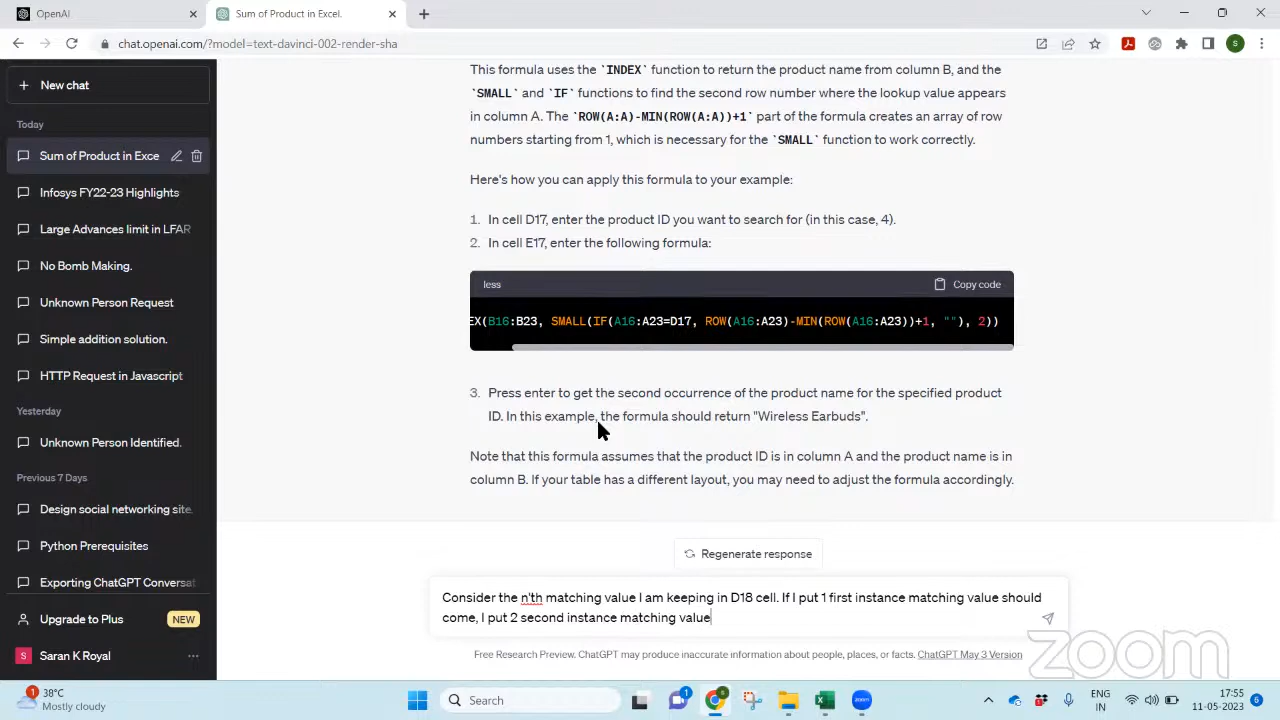 OpenAI
Sum of Product in Excel.
chat.openai.com/?model=text-davinci-002-render-sha
S
New chat
Today
Sum of Product in Exce
Infosys FY22-23 Highlights
Large Advances limit in LFAR
No Bomb Making.
Unknown Person Request
Simple addition solution.
HTTP Request in Javascript
Yesterday
Unknown Person Identified.
Previous 7 Days
Design social networking site.
Python Prerequisites
Exporting ChatGPT Conversat
Upgrade to Plus NEW
S Saran K Royal
This formula uses the `INDEX` function to return the product name from column B, and the
`SMALL` and `IF` functions to find the second row number where the lookup value appears
in column A. The `ROW(A:A)-MIN(ROW(A:A))+1` part of the formula creates an array of row
numbers starting from 1, which is necessary for the `SMALL` function to work correctly.
Here's how you can apply this formula to your example:
1. In cell D17, enter the product ID you want to search for (in this case, 4).
2. In cell E17, enter the following formula:
less Copy code
EX(B16:B23, SMALL(IF(A16:A23=D17, ROW(A16:A23)-MIN(ROW(A16:A23))+1, ""), 2))
3. Press enter to get the second occurrence of the product name for the specified product
ID. In this example, the formula should return "Wireless Earbuds".
Note that this formula assumes that the product ID is in column A and the product name is in
column B. If your table has a different layout, you may need to adjust the formula accordingly.
Regenerate response
Consider the n'th matching value I am keeping in D18 cell. If I put 1 first instance matching value should
come, I put 2 second instance matching value
Free Research Preview. ChatGPT may produce inaccurate information about people, places, or facts. ChatGPT May 3 Version
zoom
1
38°C
Mostly cloudy
Search
1
zoom
ENG
IN
17:55
11-05-2023
6